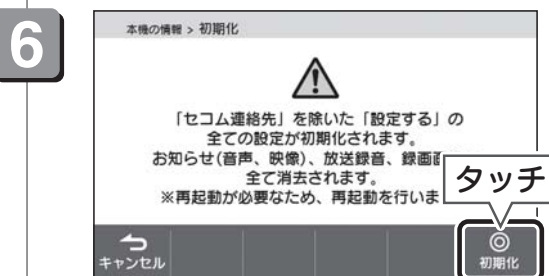 6
本機の情報 > 初期化
「セコム連絡先」を除いた「設定する」の
全ての設定が初期化されます。
お知らせ(音声、映像)、放送録音、録画
全て消去されます。
※再起動が必要なため、再起動を行いま
タッチ
キャンセル
初期化